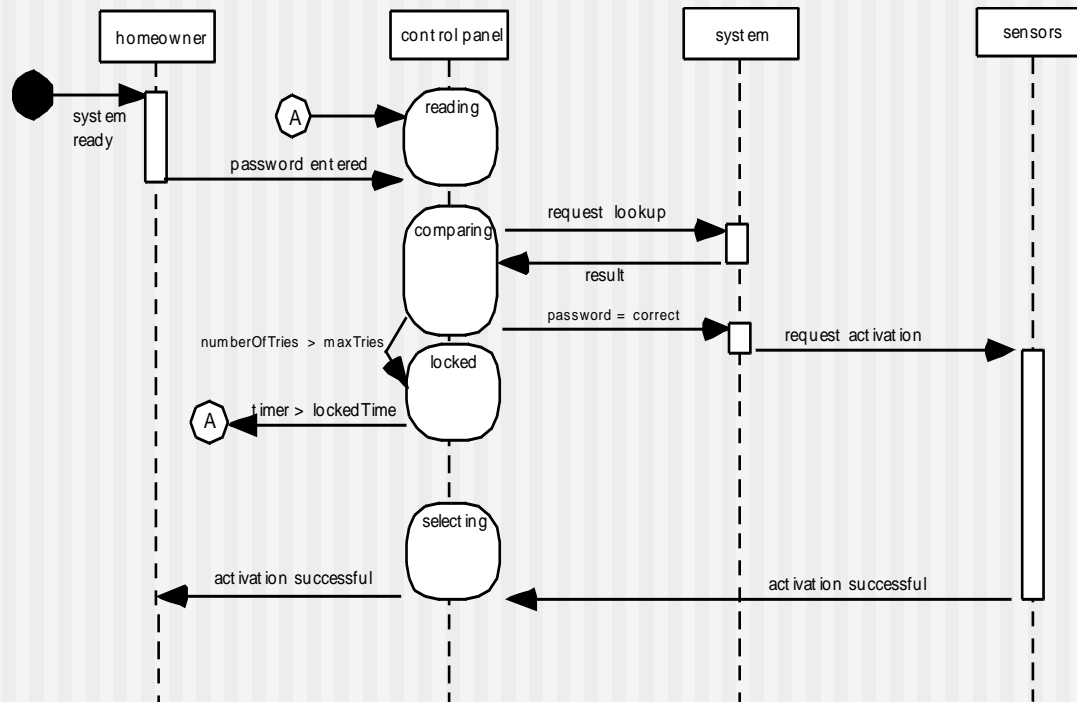 homeowner
control panel
system
sensors
system
ready
A
reading
password entered
comparing
request lookup
result
numberOfTries > maxTries
password = correct
request activation
locked
A
timer > lockedTime
selecting
activation successful
activation successful